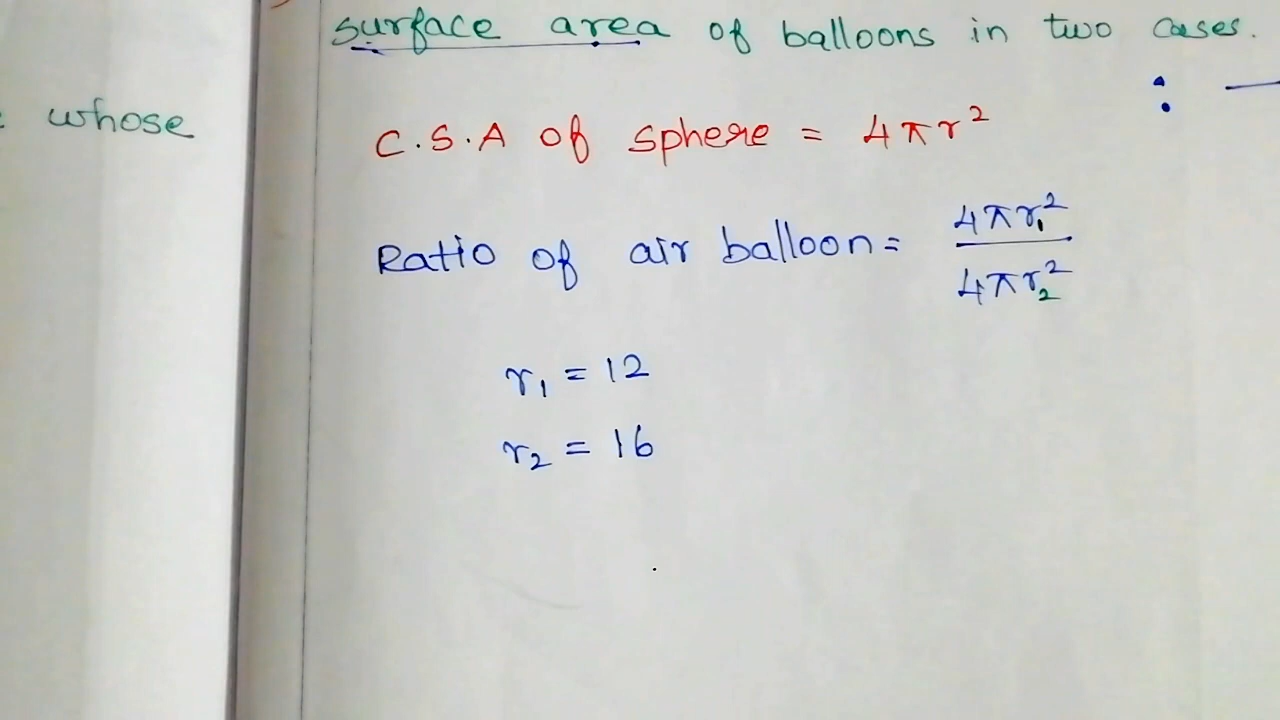 surface area of balloons in two cases.
: —
whose
C.S.A of sphere = 4πr²
Ratio of air balloon = 4πr₁² / 4πr₂²
r₁ = 12
r₂ = 16